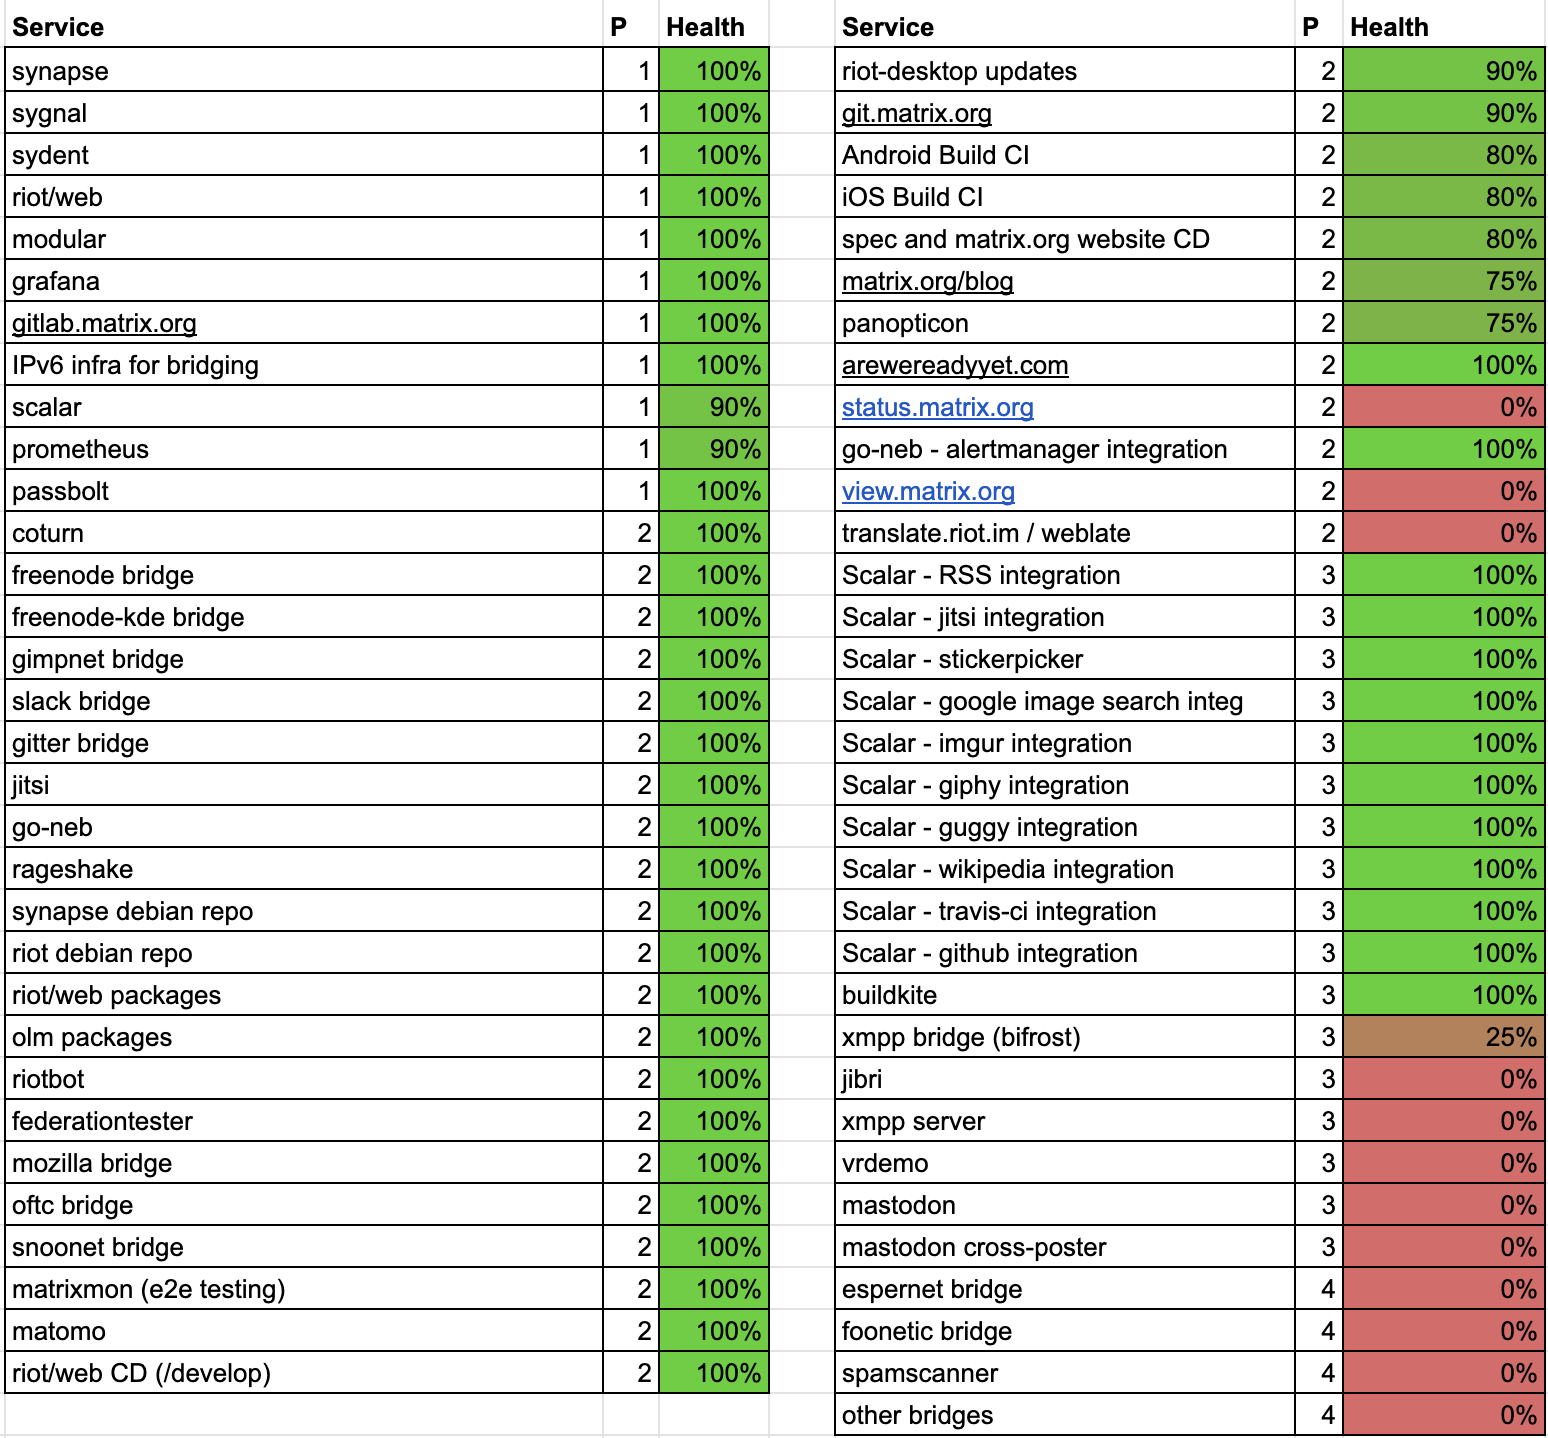 Service P Health
synapse 1 100%
sygnal 1 100%
sydent 1 100%
riot/web 1 100%
modular 1 100%
grafana 1 100%
gitlab.matrix.org 1 100%
IPv6 infra for bridging 1 100%
scalar 1 90%
prometheus 1 90%
passbolt 1 100%
coturn 2 100%
freenode bridge 2 100%
freenode-kde bridge 2 100%
gimpnet bridge 2 100%
slack bridge 2 100%
gitter bridge 2 100%
jitsi 2 100%
go-neb 2 100%
rageshake 2 100%
synapse debian repo 2 100%
riot debian repo 2 100%
riot/web packages 2 100%
olm packages 2 100%
riotbot 2 100%
federationtester 2 100%
mozilla bridge 2 100%
oftc bridge 2 100%
snoonet bridge 2 100%
matrixmon (e2e testing) 2 100%
matomo 2 100%
riot/web CD (/develop) 2 100%
Service P Health
riot-desktop updates 2 90%
git.matrix.org 2 90%
Android Build CI 2 80%
iOS Build CI 2 80%
spec and matrix.org website CD 2 80%
matrix.org/blog 2 75%
panopticon 2 75%
arewereadyyet.com 2 100%
status.matrix.org 2 0%
go-neb - alertmanager integration 2 100%
view.matrix.org 2 0%
translate.riot.im / weblate 2 0%
Scalar - RSS integration 3 100%
Scalar - jitsi integration 3 100%
Scalar - stickerpicker 3 100%
Scalar - google image search integ 3 100%
Scalar - imgur integration 3 100%
Scalar - giphy integration 3 100%
Scalar - guggy integration 3 100%
Scalar - wikipedia integration 3 100%
Scalar - travis-ci integration 3 100%
Scalar - github integration 3 100%
buildkite 3 100%
xmpp bridge (bifrost) 3 25%
jibri 3 0%
xmpp server 3 0%
vrdemo 3 0%
mastodon 3 0%
mastodon cross-poster 3 0%
espernet bridge 4 0%
foonetic bridge 4 0%
spamscanner 4 0%
other bridges 4 0%